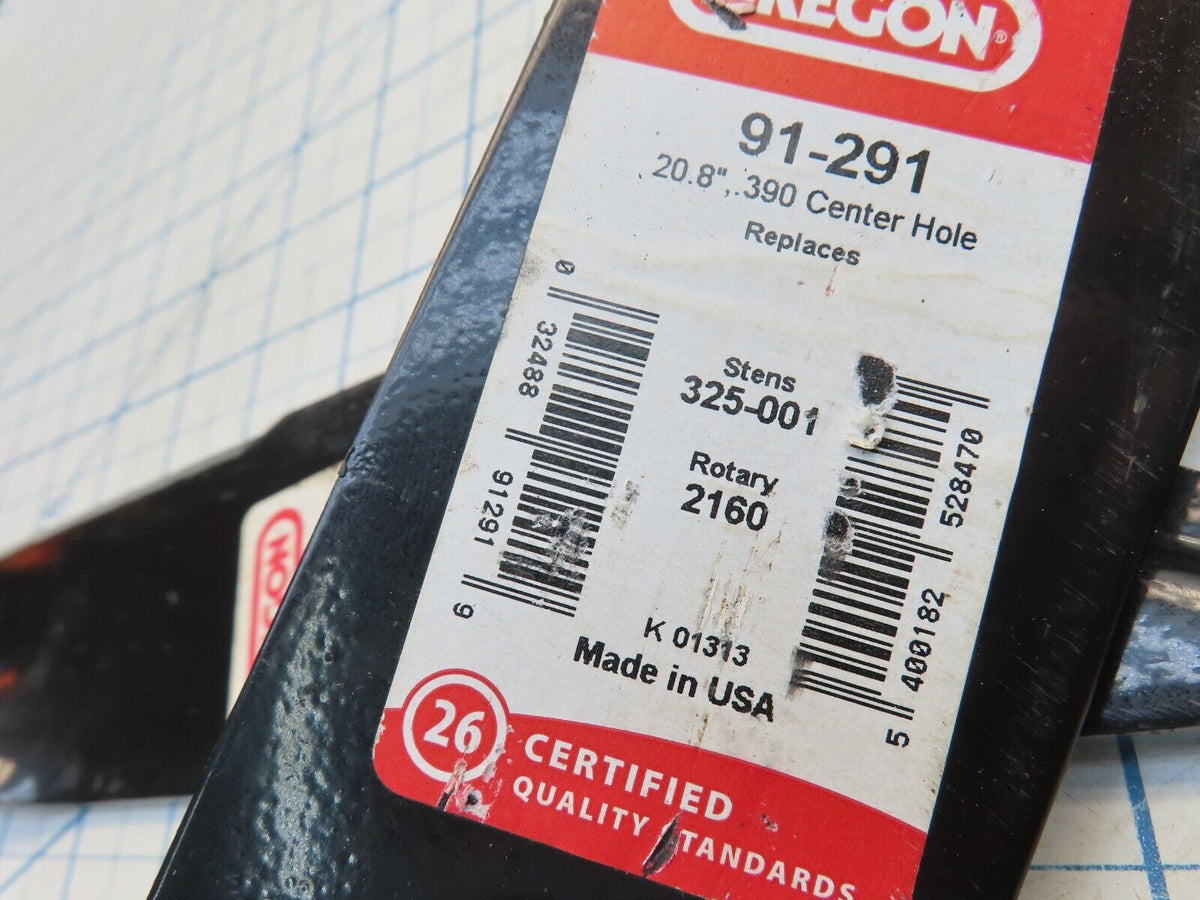 OREGON®
91-291
20.8", .390 Center Hole
Replaces
0 32488 91291 9
Stens
325-001
Rotary
2160
5 400182 528470
K 01313
Made in USA
26
CERTIFIED
QUALITY STANDARDS